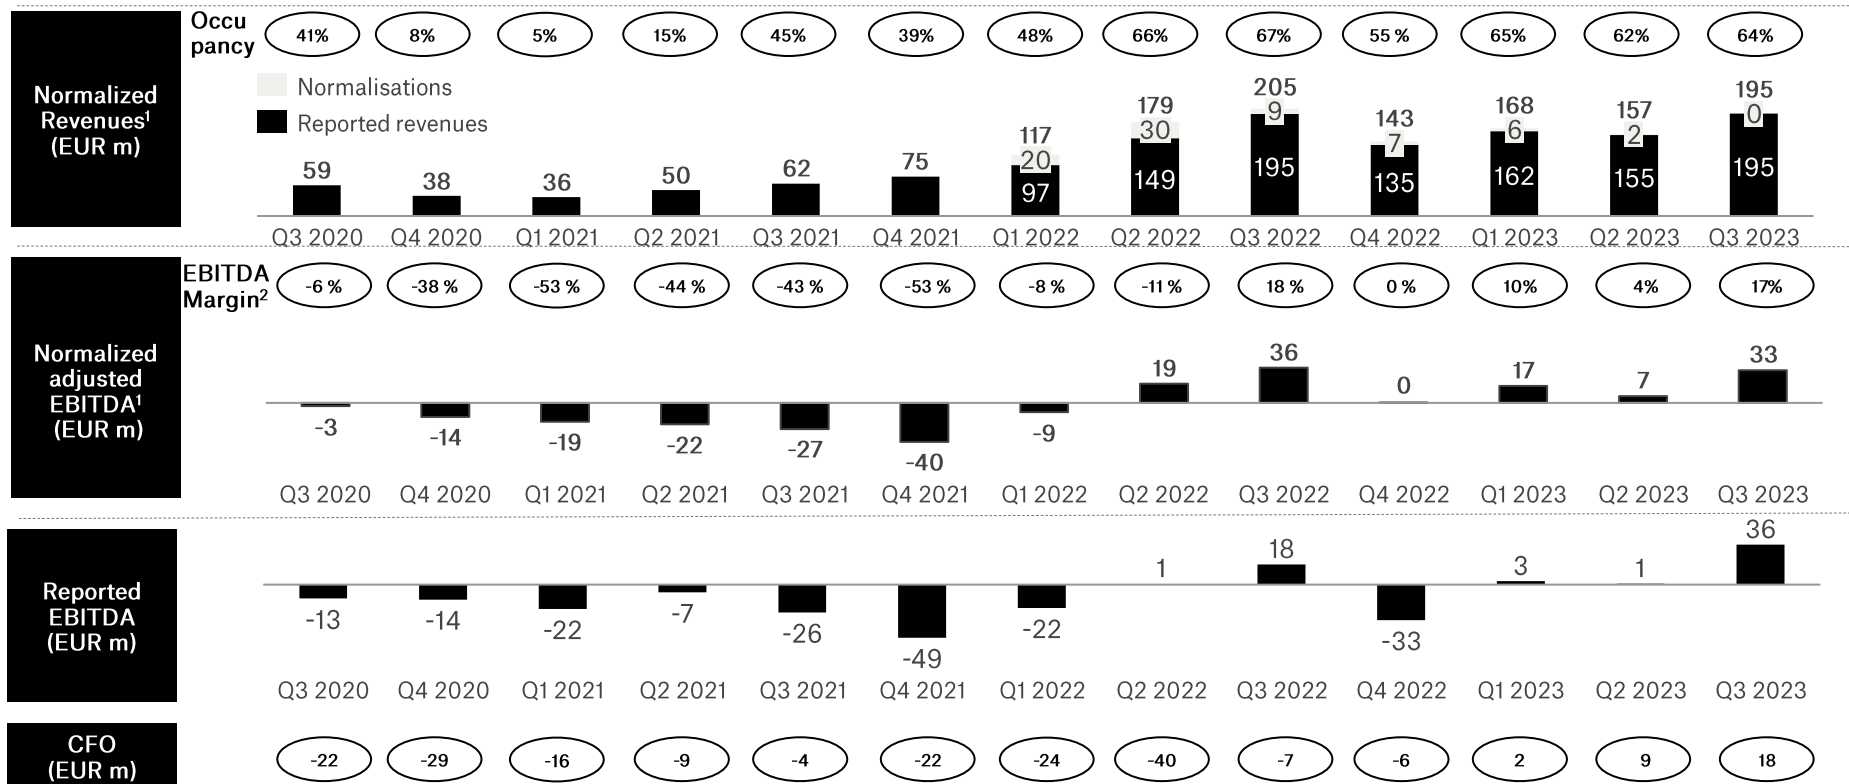 Occu
pancy
41% 8% 5% 15% 45% 39% 48% 66% 67% 55 % 65% 62% 64%
Normalized
Revenues1
(EUR m)
Normalisations
Reported revenues
59 38 36 50 62 75 117 179 205 143 168 157 195
20 30 9 7 6 2 0
97 149 195 135 162 155 195
Q3 2020 Q4 2020 Q1 2021 Q2 2021 Q3 2021 Q4 2021 Q1 2022 Q2 2022 Q3 2022 Q4 2022 Q1 2023 Q2 2023 Q3 2023
EBITDA
Margin2
-6 % -38 % -53 % -44 % -43 % -53 % -8 % -11 % 18 % 0 % 10% 4% 17%
Normalized
adjusted
EBITDA1
(EUR m)
-3 -14 -19 -22 -27 -40 -9 19 36 0 17 7 33
Q3 2020 Q4 2020 Q1 2021 Q2 2021 Q3 2021 Q4 2021 Q1 2022 Q2 2022 Q3 2022 Q4 2022 Q1 2023 Q2 2023 Q3 2023
Reported
EBITDA
(EUR m)
-13 -14 -22 -7 -26 -49 -22 1 18 -33 3 1 36
Q3 2020 Q4 2020 Q1 2021 Q2 2021 Q3 2021 Q4 2021 Q1 2022 Q2 2022 Q3 2022 Q4 2022 Q1 2023 Q2 2023 Q3 2023
CFO
(EUR m)
-22 -29 -16 -9 -4 -22 -24 -40 -7 -6 2 9 18